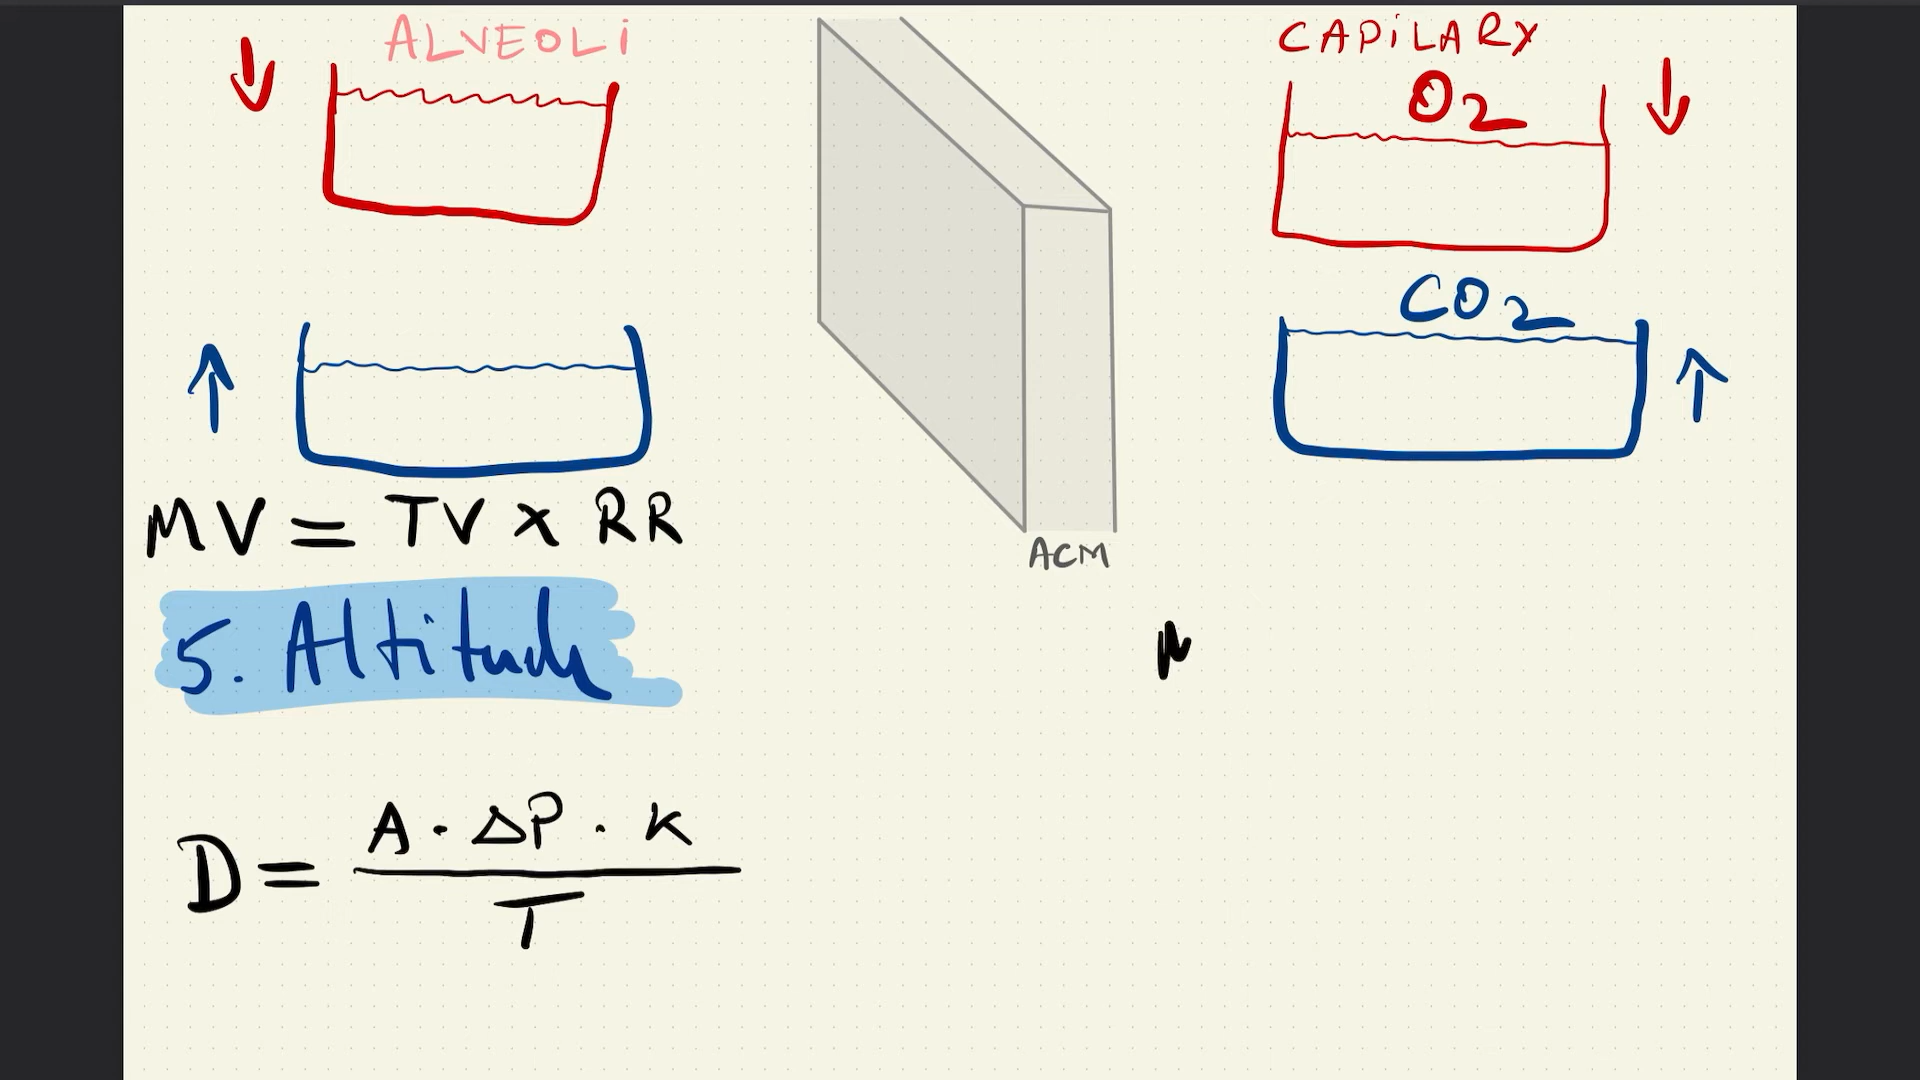 ALVEOLi
CAPiLARY
O2
CO2
MV = TV x RR
ACM
5. Altitude
D = A · ΔP · K
T